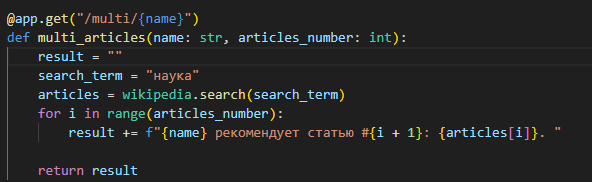 @app.get("/multi/{name}")
def multi_articles(name: str, articles_number: int):
    result = ""
    search_term = "наука"
    articles = wikipedia.search(search_term)
    for i in range(articles_number):
        result += f"{name} рекомендует статью #{i + 1}: {articles[i]}. "
    return result